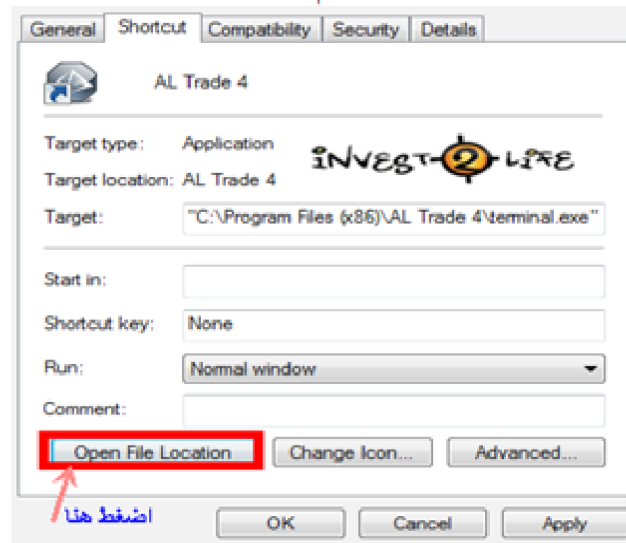 General Shortcut Compatibility Security Details
AL Trade 4
Target type: Application
INVEST-2-LIFE
Target location: AL Trade 4
Target: "C:\Program Files (x86)\AL Trade 4\terminal.exe"
Start in:
Shortcut key: None
Run: Normal window
Comment:
Open File Location Change Icon... Advanced...
اضغط هنا
OK Cancel Apply